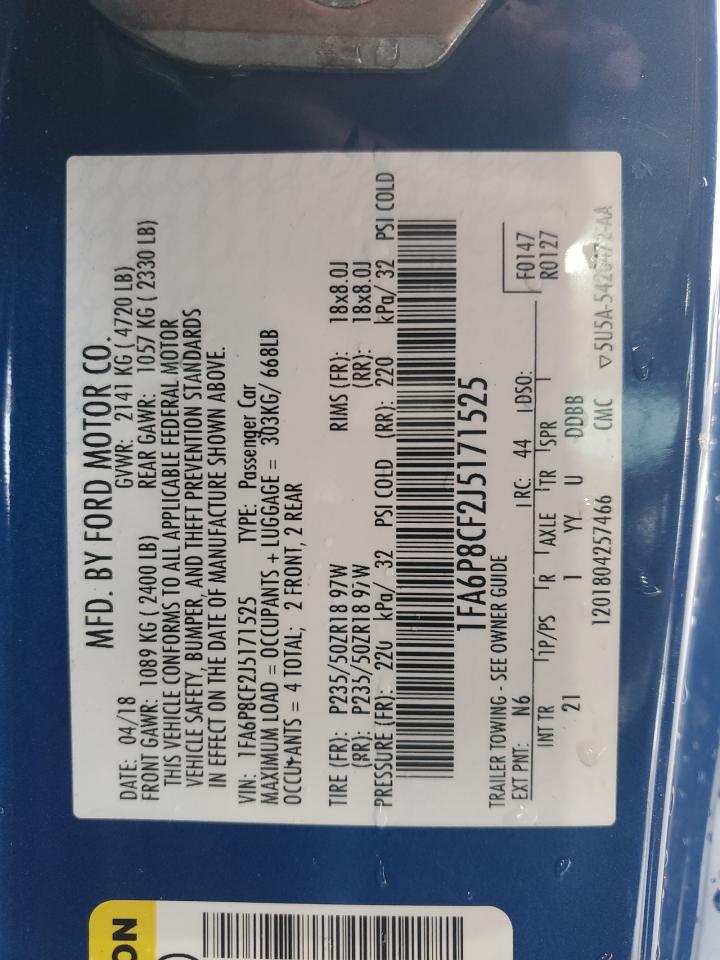 MFD. BY FORD MOTOR CO.
DATE: 04/18 GVWR: 2141 KG ( 4720 LB)
FRONT GAWR: 1089 KG ( 2400 LB) REAR GAWR: 1057 KG ( 2330 LB)
THIS VEHICLE CONFORMS TO ALL APPLICABLE FEDERAL MOTOR
VEHICLE SAFETY, BUMPER, AND THEFT PREVENTION STANDARDS
IN EFFECT ON THE DATE OF MANUFACTURE SHOWN ABOVE.
VIN: 1FA6P8CF2J5171525 TYPE: Passenger Car
MAXIMUM LOAD = OCCUPANTS + LUGGAGE = 303KG/ 668LB
OCCUPANTS = 4 TOTAL; 2 FRONT, 2 REAR
TIRE (FR): P235/50ZR18 97W RIMS (FR): 18x8.0J
(RR): P235/50ZR18 97W (RR): 18x8.0J
PRESSURE (FR): 220 kPa/ 32 PSI COLD (RR): 220 kPa/ 32 PSI COLD
1FA6P8CF2J5171525
TRAILER TOWING - SEE OWNER GUIDE F0147
EXT PNT: N6 RC: 44 DSO: R0127
INT TR TP/PS R AXLE TR SPR
21 1 YY U DDBB
1201804257466 CMC ▽5U5A-5420472-AA
ON